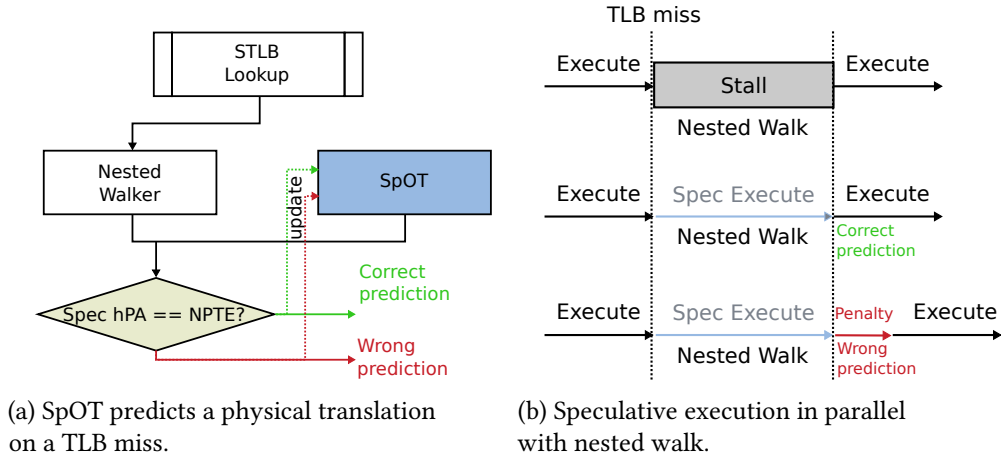 STLB
Lookup
Nested
Walker
SpOT
update
Spec hPA == NPTE?
Correct
prediction
Wrong
prediction
(a) SpOT predicts a physical translation
on a TLB miss.
TLB miss
Execute
Stall
Execute
Nested Walk
Execute
Spec Execute
Execute
Nested Walk
Correct
prediction
Execute
Spec Execute
Penalty
Execute
Nested Walk
Wrong
prediction
(b) Speculative execution in parallel
with nested walk.